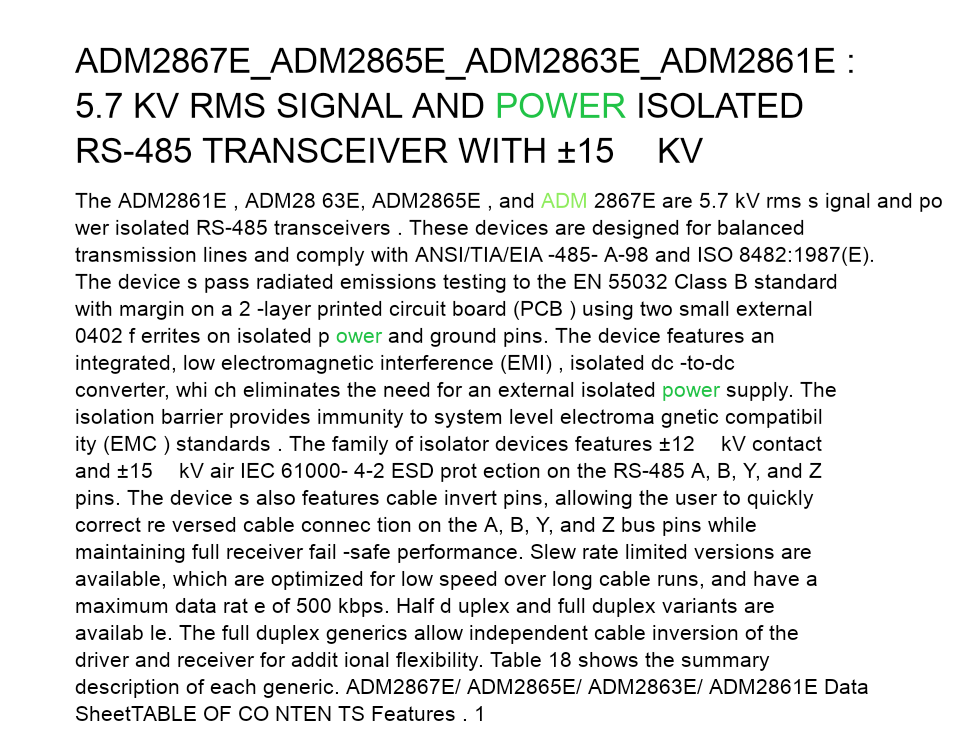 ADM2867E_ADM2865E_ADM2863E_ADM2861E :
5.7 KV RMS SIGNAL AND POWER ISOLATED
RS-485 TRANSCEIVER WITH ±15 KV
The ADM2861E , ADM28 63E, ADM2865E , and ADM 2867E are 5.7 kV rms s ignal and po
wer isolated RS-485 transceivers . These devices are designed for balanced
transmission lines and comply with ANSI/TIA/EIA -485- A-98 and ISO 8482:1987(E).
The device s pass radiated emissions testing to the EN 55032 Class B standard
with margin on a 2 -layer printed circuit board (PCB ) using two small external
0402 f errites on isolated p ower and ground pins. The device features an
integrated, low electromagnetic interference (EMI) , isolated dc -to-dc
converter, whi ch eliminates the need for an external isolated power supply. The
isolation barrier provides immunity to system level electroma gnetic compatibil
ity (EMC ) standards . The family of isolator devices features ±12 kV contact
and ±15 kV air IEC 61000- 4-2 ESD prot ection on the RS-485 A, B, Y, and Z
pins. The device s also features cable invert pins, allowing the user to quickly
correct re versed cable connec tion on the A, B, Y, and Z bus pins while
maintaining full receiver fail -safe performance. Slew rate limited versions are
available, which are optimized for low speed over long cable runs, and have a
maximum data rat e of 500 kbps. Half d uplex and full duplex variants are
availab le. The full duplex generics allow independent cable inversion of the
driver and receiver for addit ional flexibility. Table 18 shows the summary
description of each generic. ADM2867E/ ADM2865E/ ADM2863E/ ADM2861E Data
SheetTABLE OF CO NTEN TS Features . 1